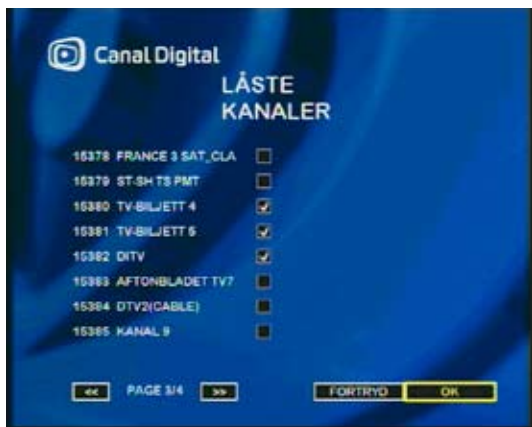 Canal Digital
LÅSTE
KANALER
15378 FRANCE 3 SAT_CLA
15379 ST-SH TS PMT
15380 TV-BILJETT 4
15381 TV-BILJETT 5
15382 DITV
15383 AFTONBLADET TV7
15384 DTV2(CABLE)
15385 KANAL 9
<< PAGE 3/4 >> FORTRYD OK